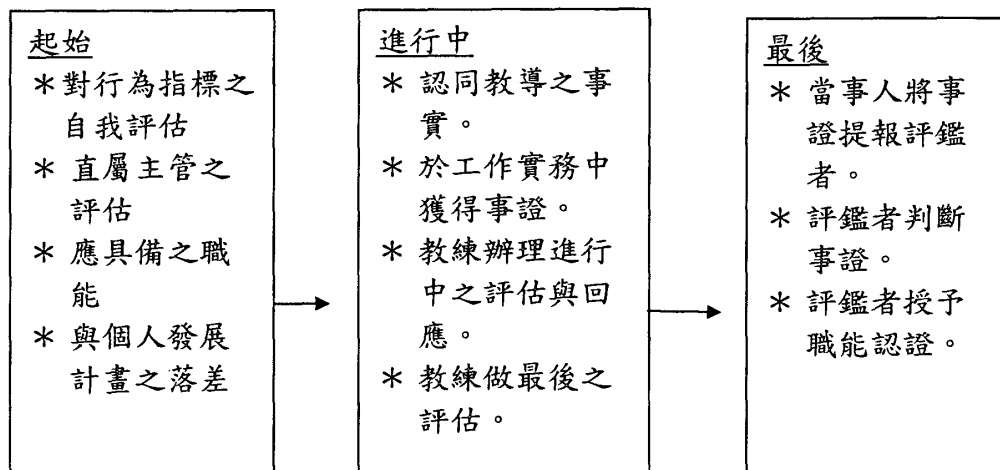 起始
＊對行為指標之
自我評估
＊ 直屬主管之
評估
＊ 應具備之職
能
＊ 與個人發展
計畫之落差
進行中
＊ 認同教導之事
實。
＊ 於工作實務中
獲得事證。
＊ 教練辦理進行
中之評估與回
應。
＊ 教練做最後之
評估。
最後
＊ 當事人將事
證提報評鑑
者。
＊ 評鑑者判斷
事證。
＊ 評鑑者授予
職能認證。